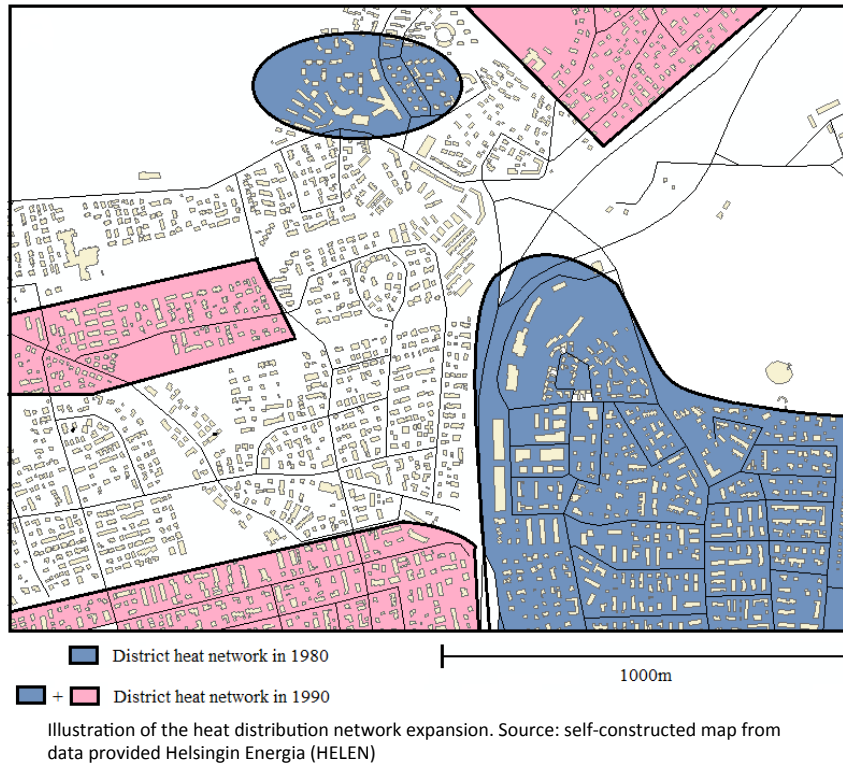 District heat network in 1980
1000m
+ District heat network in 1990
Illustration of the heat distribution network expansion. Source: self-constructed map from
data provided Helsingin Energia (HELEN)